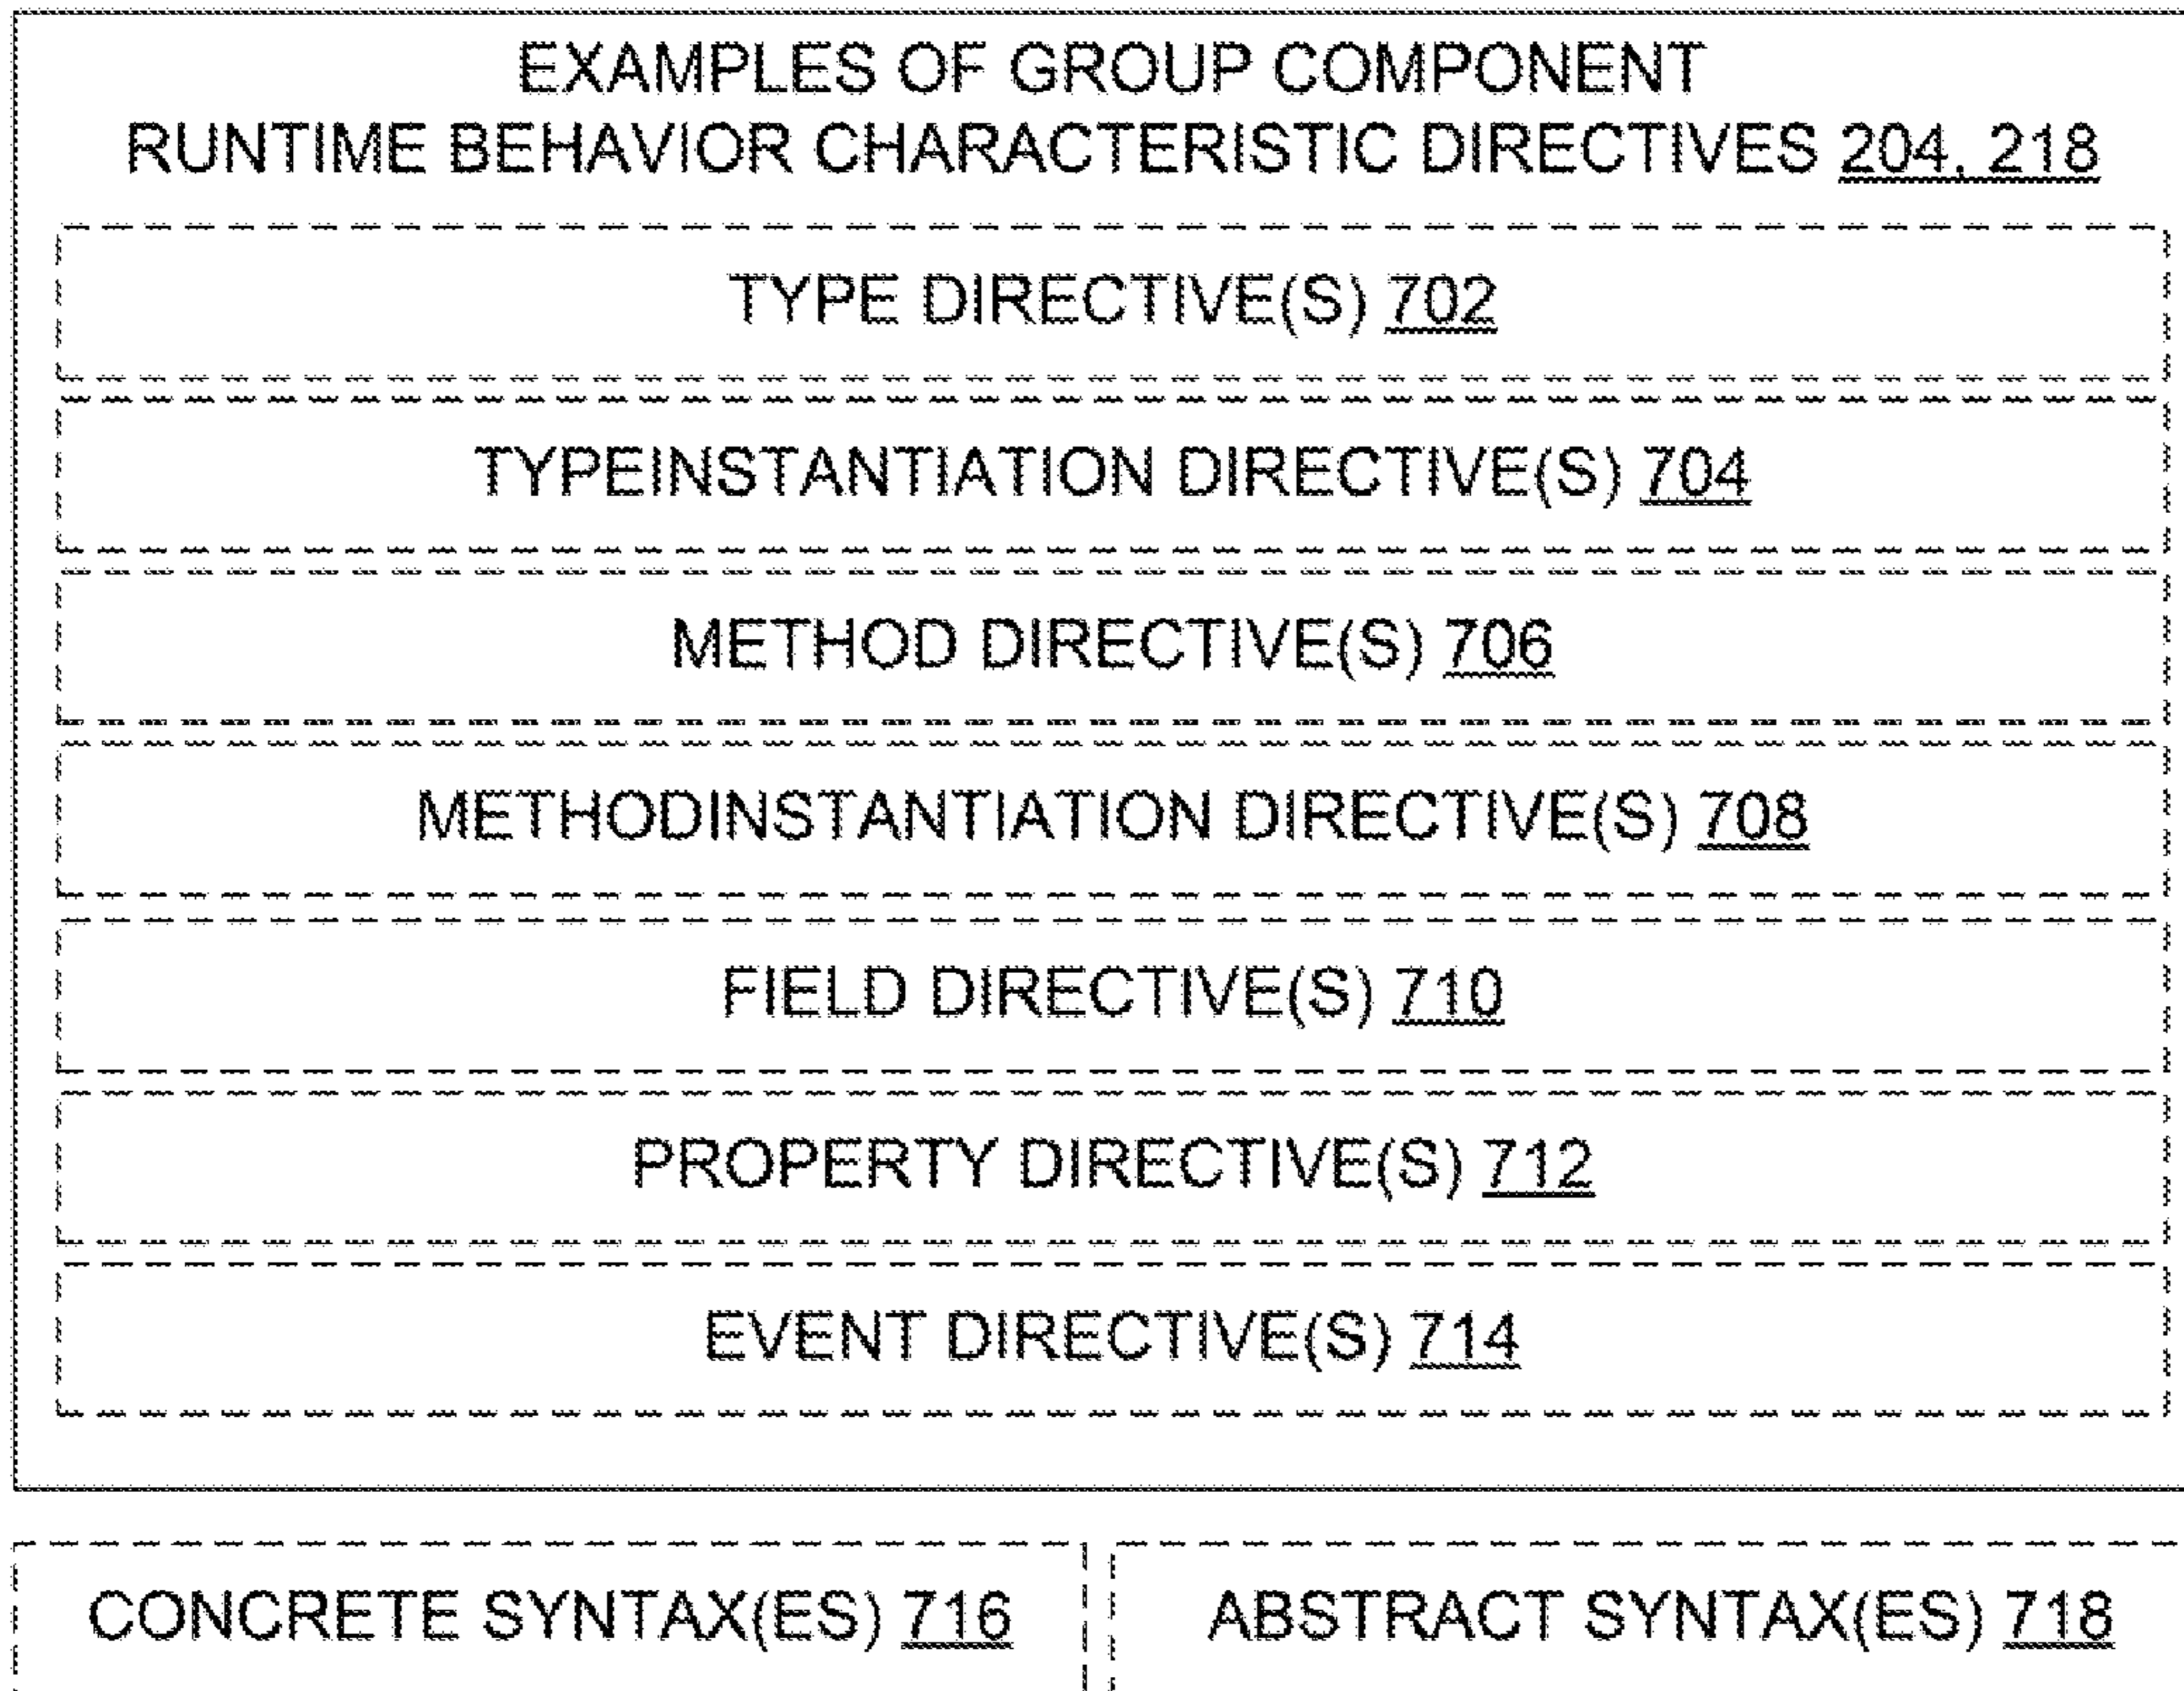 EXAMPLES OF GROUP COMPONENT
RUNTIME BEHAVIOR CHARACTERISTIC DIRECTIVES 204, 218
TYPE DIRECTIVE(S) 702
TYPEINSTANTIATION DIRECTIVE(S) 704
METHOD DIRECTIVE(S) 706
METHODINSTANTIATION DIRECTIVE(S) 708
FIELD DIRECTIVE(S) 710
PROPERTY DIRECTIVE(S) 712
EVENT DIRECTIVE(S) 714
CONCRETE SYNTAX(ES) 716
ABSTRACT SYNTAX(ES) 718